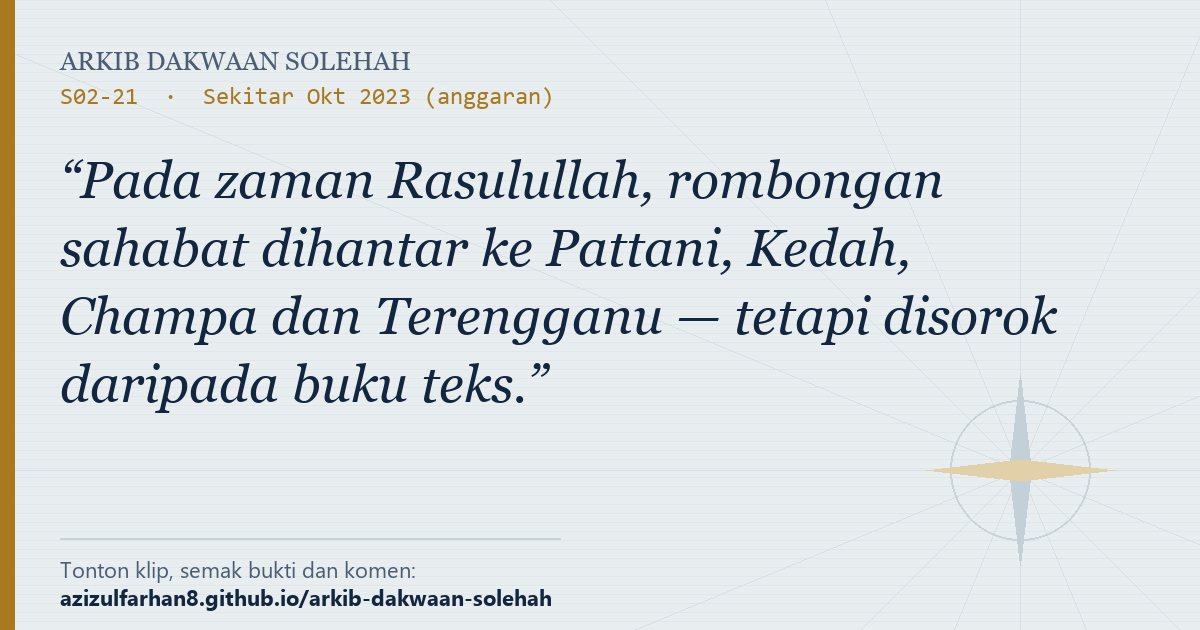 ARKIB DAKWAAN SOLEHAH
S02-21 · Sekitar Okt 2023 (anggaran)
“Pada zaman Rasulullah, rombongan
sahabat dihantar ke Pattani, Kedah,
Champa dan Terengganu — tetapi disorok
daripada buku teks.”
Tonton klip, semak bukti dan komen:
azizulfarhan8.github.io/arkib-dakwaan-solehah